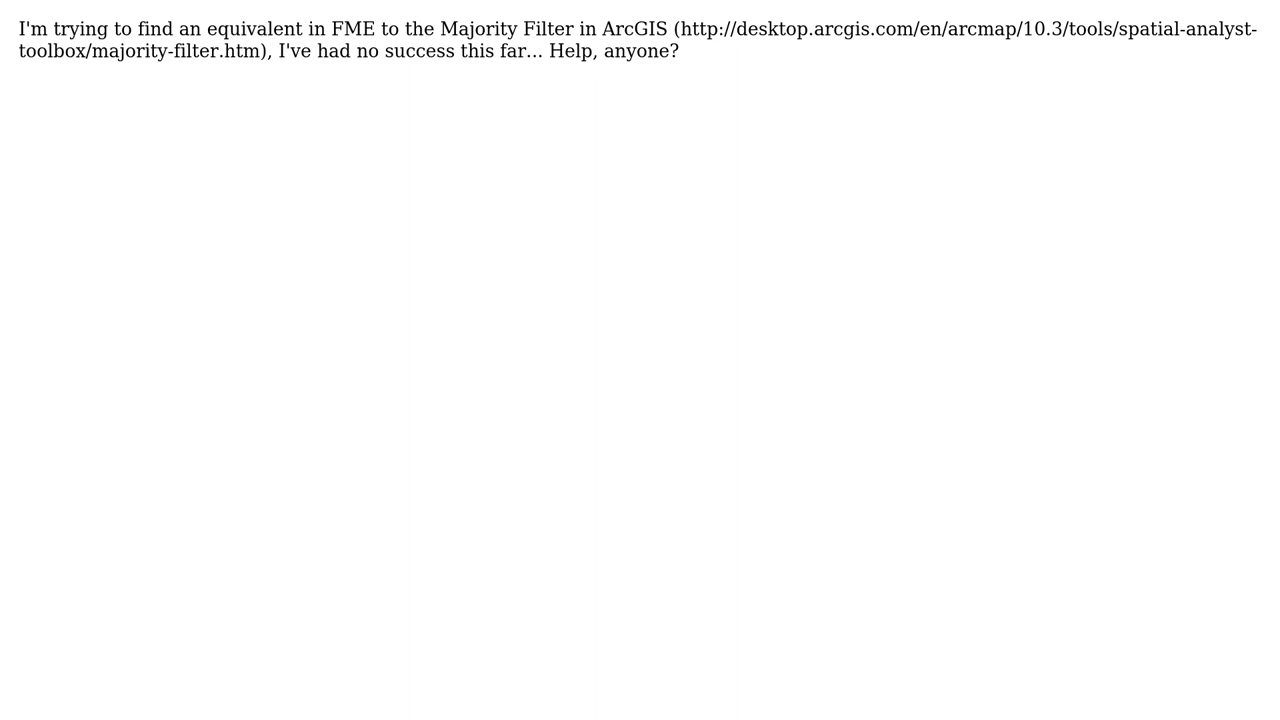 I'm trying to find an equivalent in FME to the Majority Filter in ArcGIS (http://desktop.arcgis.com/en/arcmap/10.3/tools/spatial-analyst-
toolbox/majority-filter.htm), I've had no success this far... Help, anyone?